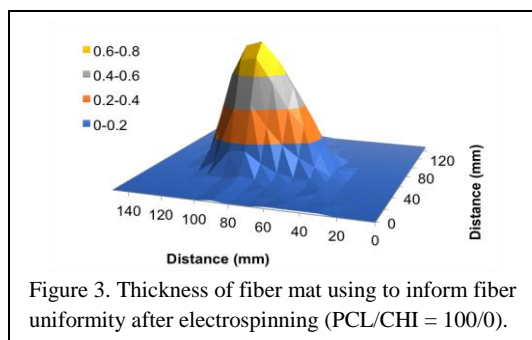 0.6-0.8
0.4-0.6
0.2-0.4
0-0.2
120
80
40
0
Distance (mm)
140 120 100 80 60 40 20 0
Distance (mm)
Figure 3. Thickness of fiber mat using to inform fiber
uniformity after electrospinning (PCL/CHI = 100/0).